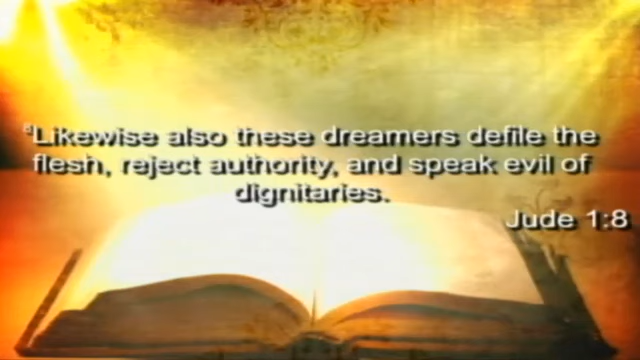 ⁸Likewise also these dreamers defile the
flesh, reject authority, and speak evil of
dignitaries.
Jude 1:8